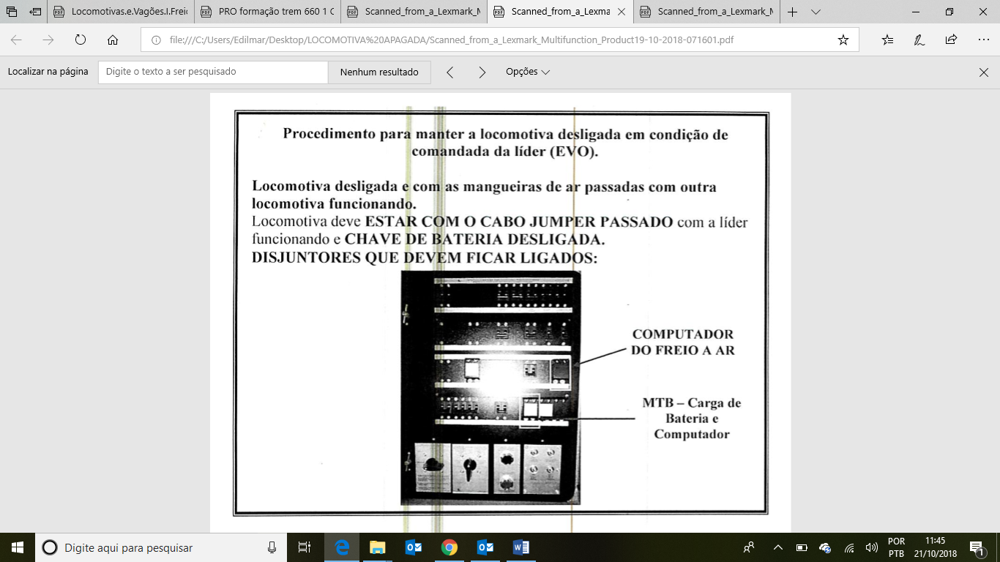 Locomotivas.e.Vagões.I.Freio
PRO formação trem 660 1 C
Scanned_from_a_Lexmark_M
Scanned_from_a_Lexma
Scanned_from_a_Lexmark_M
file:///C:/Users/Edilmar/Desktop/LOCOMOTIVA%20APAGADA/Scanned_from_a_Lexmark_Multifunction_Product19-10-2018-071601.pdf
Localizar na página
Digite o texto a ser pesquisado
Nenhum resultado
Opções
Procedimento para manter a locomotiva desligada em condição de
comandada da líder (EVO).
Locomotiva desligada e com as mangueiras de ar passadas com outra
locomotiva funcionando.
Locomotiva deve ESTAR COM O CABO JUMPER PASSADO com a líder
funcionando e CHAVE DE BATERIA DESLIGADA.
DISJUNTORES QUE DEVEM FICAR LIGADOS:
COMPUTADOR
DO FREIO A AR
MTB – Carga de
Bateria e
Computador
Digite aqui para pesquisar
POR
PTB
11:45
21/10/2018
1